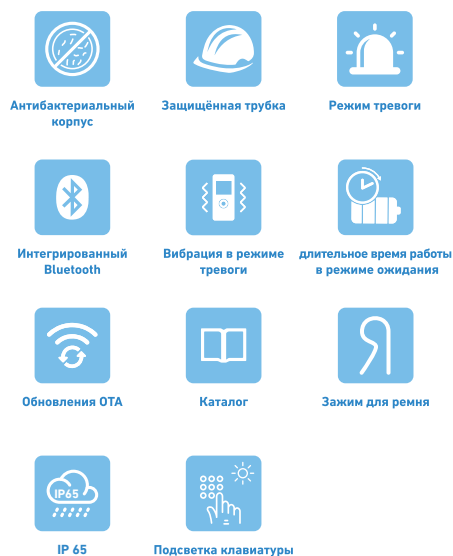 Антибактериальный
корпус
Защищённая трубка
Режим тревоги
Интегрированный
Bluetooth
Вибрация в режиме
тревоги
длительное время работы
в режиме ожидания
Обновления OTA
Каталог
Зажим для ремня
IP65
IP 65
Подсветка клавиатуры